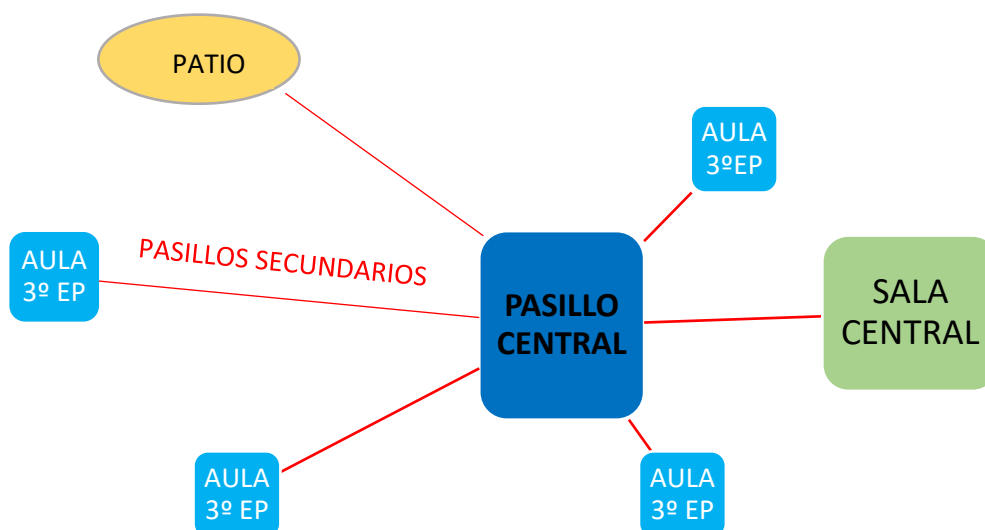 PATIO
AULA
3ºEP
PASILLOS SECUNDARIOS
AULA
3º EP
PASILLO
CENTRAL
SALA
CENTRAL
AULA
3º EP
AULA
3º EP